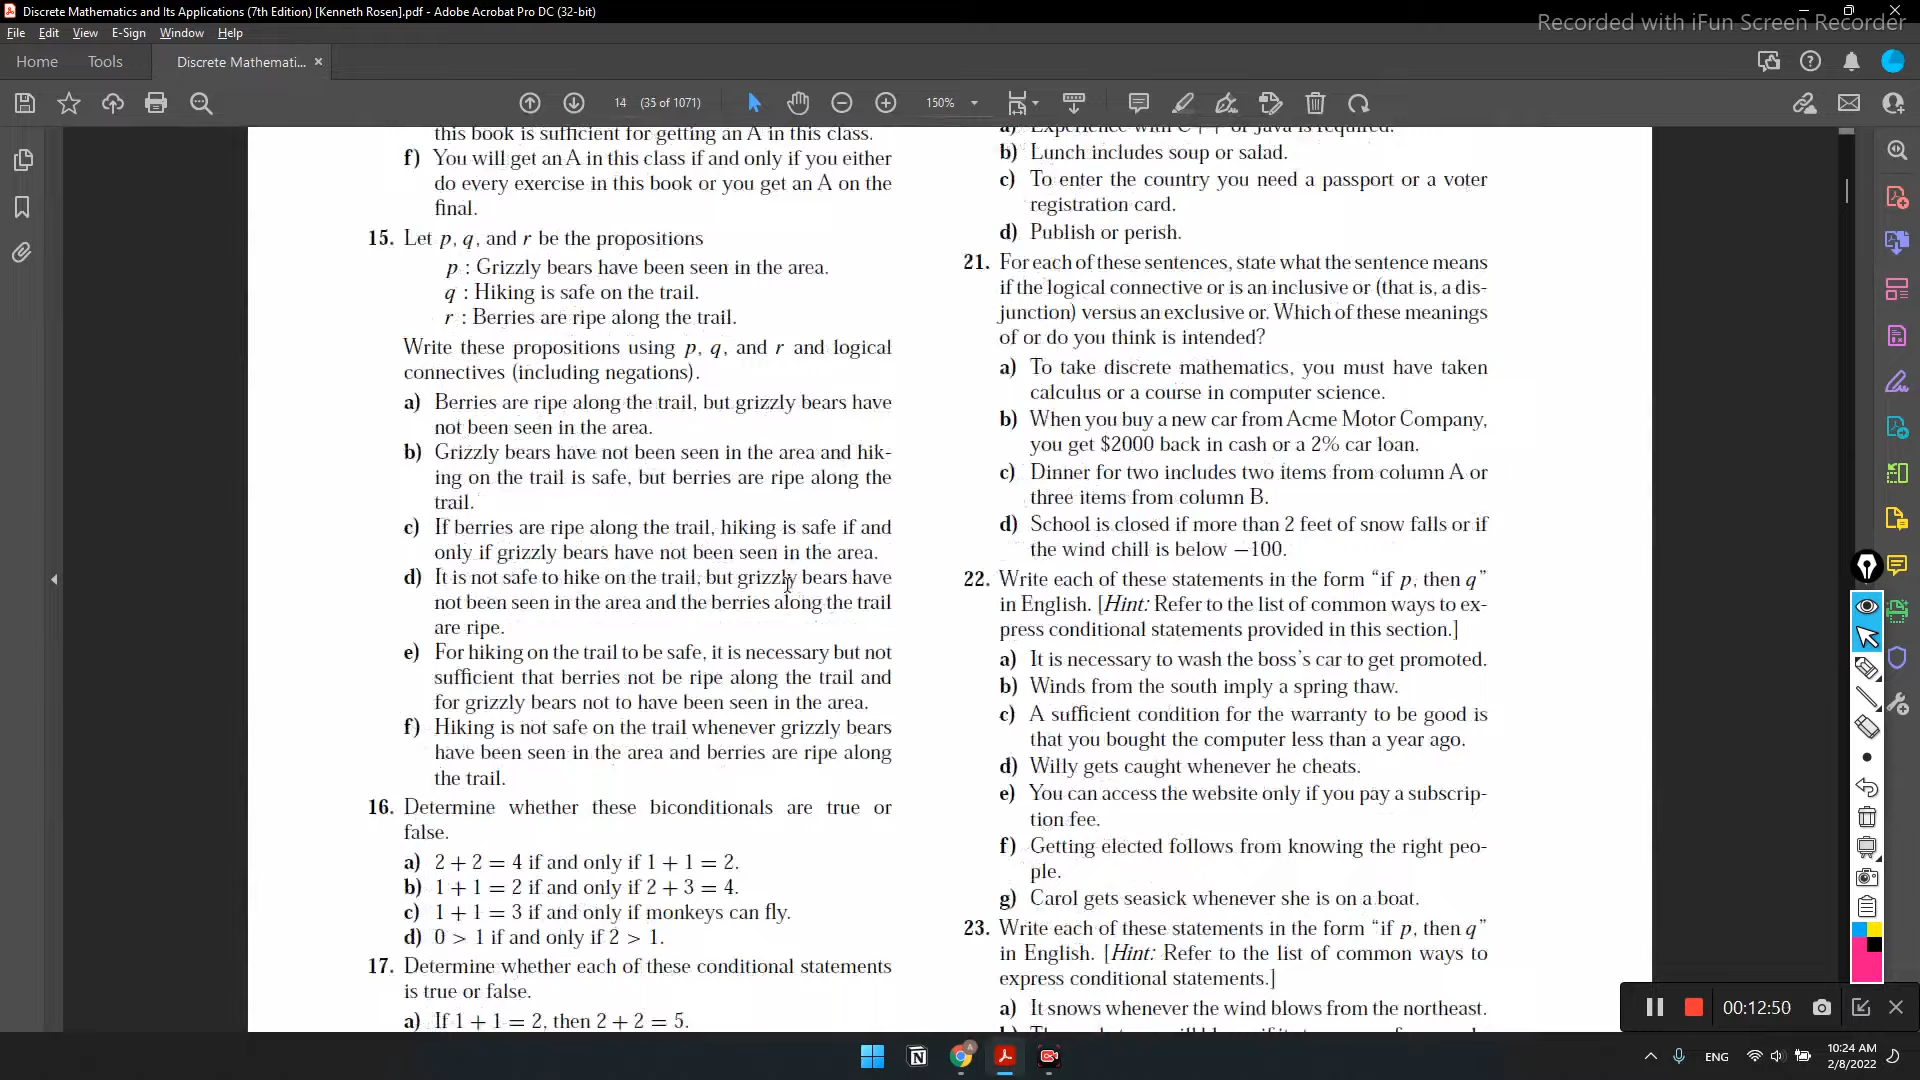 Discrete Mathematics and Its Applications (7th Edition) [Kenneth Rosen].pdf - Adobe Acrobat Pro DC (32-bit)
Recorded with iFun Screen Recorder
File Edit View E-Sign Window Help
Home Tools Discrete Mathemati... ×
14 (35 of 1071) 150%
this book is sufficient for getting an A in this class.
f) You will get an A in this class if and only if you either
do every exercise in this book or you get an A on the
final.
15. Let p, q, and r be the propositions
p : Grizzly bears have been seen in the area.
q : Hiking is safe on the trail.
r : Berries are ripe along the trail.
Write these propositions using p, q, and r and logical
connectives (including negations).
a) Berries are ripe along the trail, but grizzly bears have
not been seen in the area.
b) Grizzly bears have not been seen in the area and hik-
ing on the trail is safe, but berries are ripe along the
trail.
c) If berries are ripe along the trail, hiking is safe if and
only if grizzly bears have not been seen in the area.
d) It is not safe to hike on the trail, but grizzly bears have
not been seen in the area and the berries along the trail
are ripe.
e) For hiking on the trail to be safe, it is necessary but not
sufficient that berries not be ripe along the trail and
for grizzly bears not to have been seen in the area.
f) Hiking is not safe on the trail whenever grizzly bears
have been seen in the area and berries are ripe along
the trail.
16. Determine whether these biconditionals are true or
false.
a) 2 + 2 = 4 if and only if 1 + 1 = 2.
b) 1 + 1 = 2 if and only if 2 + 3 = 4.
c) 1 + 1 = 3 if and only if monkeys can fly.
d) 0 > 1 if and only if 2 > 1.
17. Determine whether each of these conditional statements
is true or false.
a) If 1 + 1 = 2, then 2 + 2 = 5.
a) Experience with C++ or Java is required.
b) Lunch includes soup or salad.
c) To enter the country you need a passport or a voter
registration card.
d) Publish or perish.
21. For each of these sentences, state what the sentence means
if the logical connective or is an inclusive or (that is, a dis-
junction) versus an exclusive or. Which of these meanings
of or do you think is intended?
a) To take discrete mathematics, you must have taken
calculus or a course in computer science.
b) When you buy a new car from Acme Motor Company,
you get $2000 back in cash or a 2% car loan.
c) Dinner for two includes two items from column A or
three items from column B.
d) School is closed if more than 2 feet of snow falls or if
the wind chill is below −100.
22. Write each of these statements in the form “if p, then q”
in English. [Hint: Refer to the list of common ways to ex-
press conditional statements provided in this section.]
a) It is necessary to wash the boss’s car to get promoted.
b) Winds from the south imply a spring thaw.
c) A sufficient condition for the warranty to be good is
that you bought the computer less than a year ago.
d) Willy gets caught whenever he cheats.
e) You can access the website only if you pay a subscrip-
tion fee.
f) Getting elected follows from knowing the right peo-
ple.
g) Carol gets seasick whenever she is on a boat.
23. Write each of these statements in the form “if p, then q”
in English. [Hint: Refer to the list of common ways to
express conditional statements.]
a) It snows whenever the wind blows from the northeast.
00:12:50
ENG
10:24 AM
2/8/2022